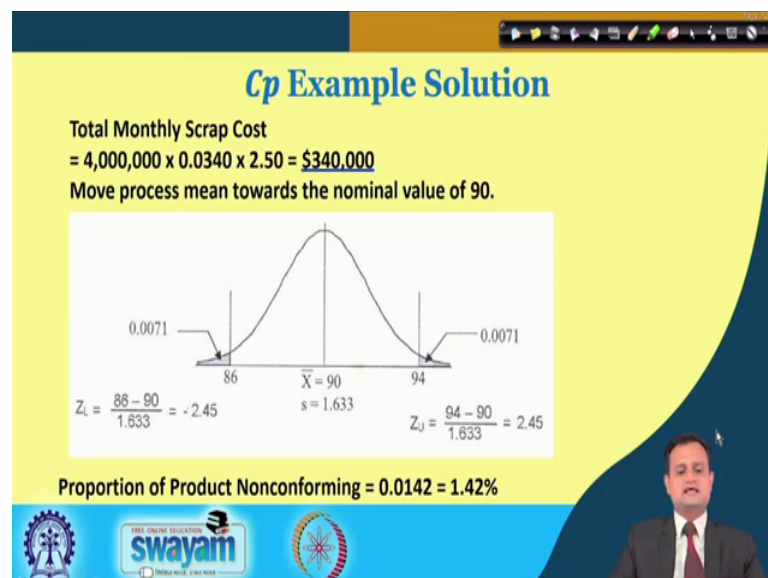 Cp Example Solution
Total Monthly Scrap Cost
= 4,000,000 x 0.0340 x 2.50 = $340,000
Move process mean towards the nominal value of 90.
0.0071
0.0071
86
X̅ = 90
94
s = 1.633
Z_L = (86 – 90) / 1.633 = - 2.45
Z_U = (94 – 90) / 1.633 = 2.45
Proportion of Product Nonconforming = 0.0142 = 1.42%
FREE ONLINE EDUCATION
swayam